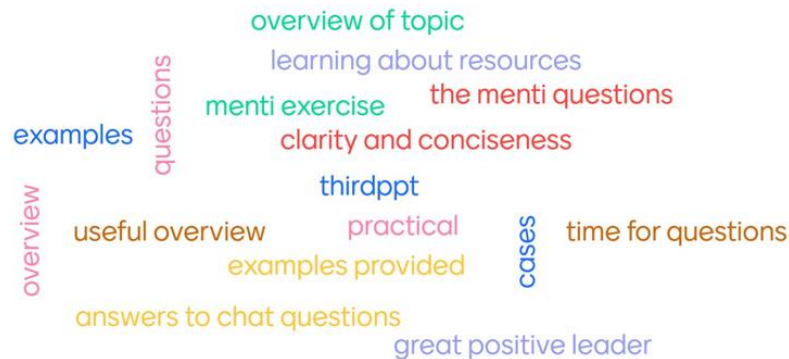 overview of topic
learning about resources
questions
menti exercise
the menti questions
examples
clarity and conciseness
thirdppt
overview
useful overview
practical
cases
time for questions
examples provided
answers to chat questions
great positive leader